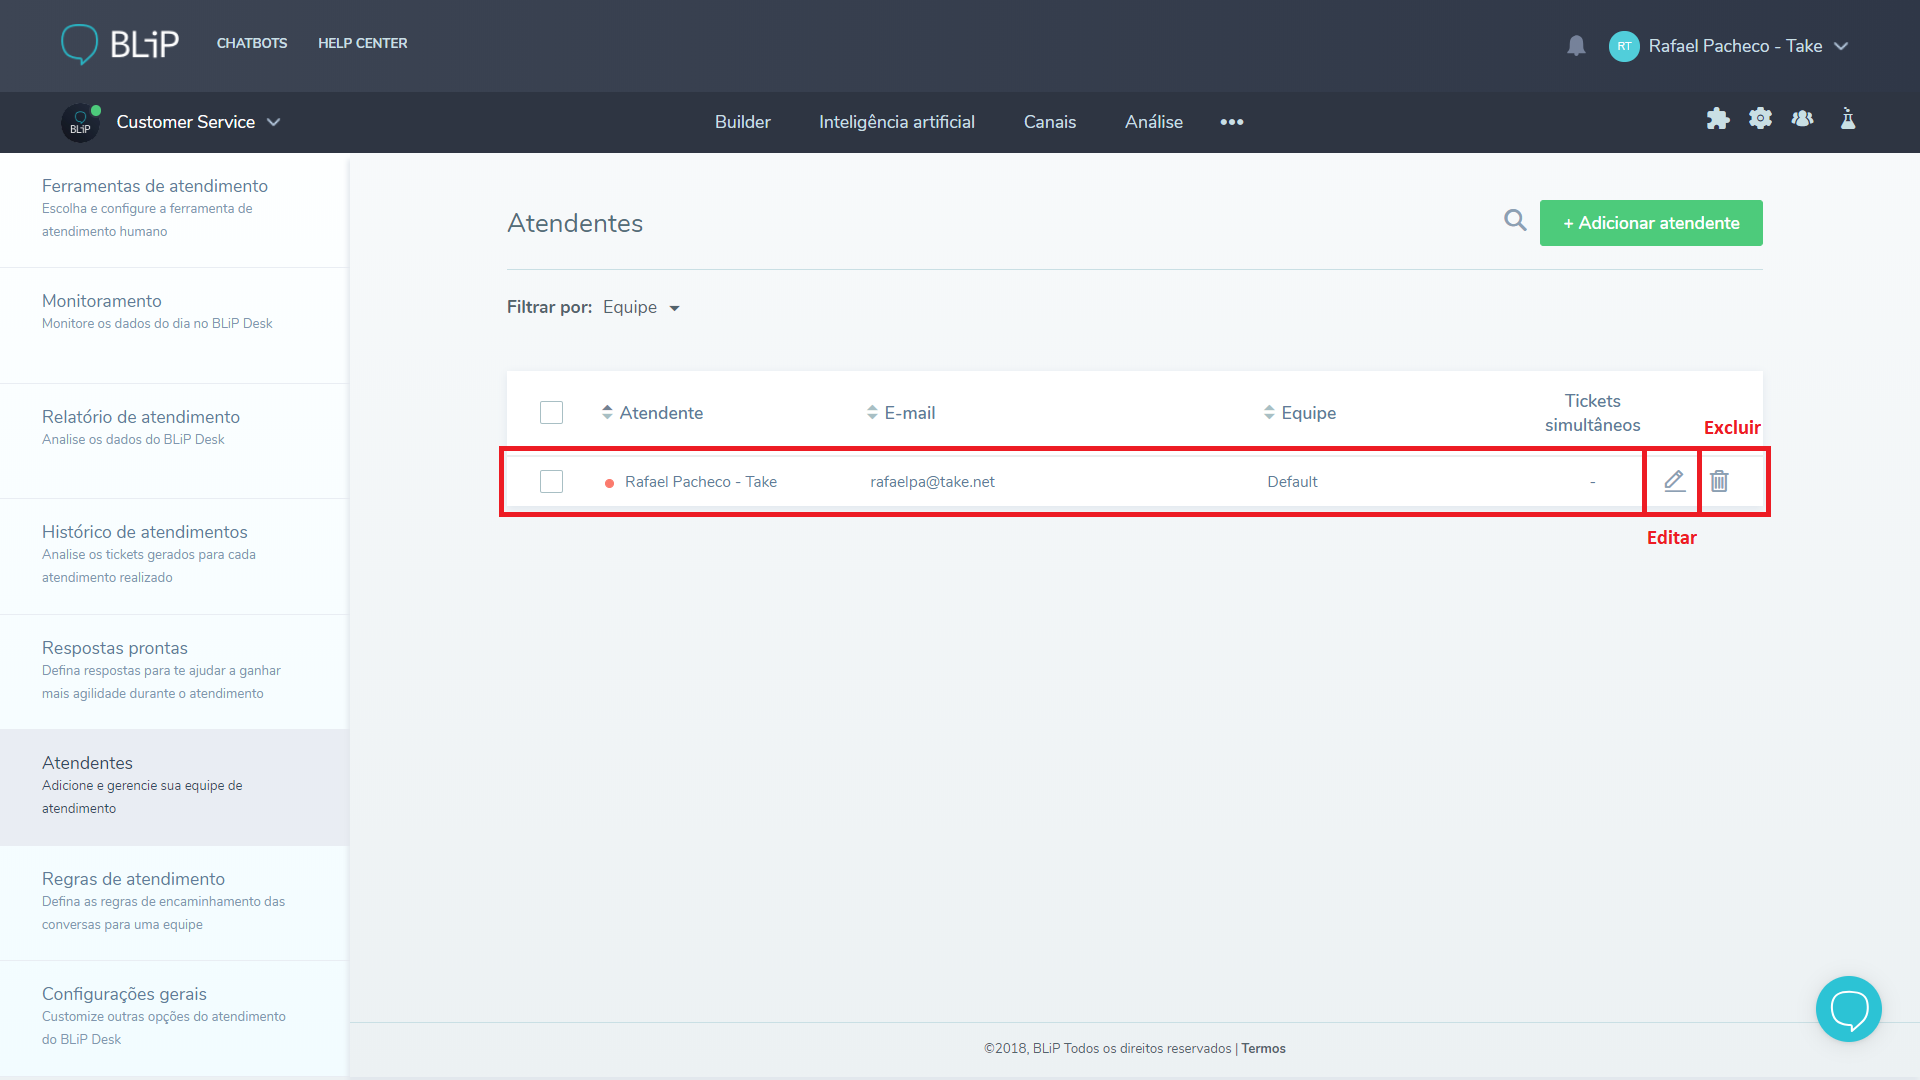 BLiP
CHATBOTS
HELP CENTER
RT
Rafael Pacheco - Take
BLiP
Customer Service
Builder
Inteligência artificial
Canais
Análise
Ferramentas de atendimento
Escolha e configure a ferramenta de
atendimento humano
Monitoramento
Monitore os dados do dia no BLiP Desk
Relatório de atendimento
Analise os dados do BLiP Desk
Histórico de atendimentos
Analise os tickets gerados para cada
atendimento realizado
Respostas prontas
Defina respostas para te ajudar a ganhar
mais agilidade durante o atendimento
Atendentes
Adicione e gerencie sua equipe de
atendimento
Regras de atendimento
Defina as regras de encaminhamento das
conversas para uma equipe
Configurações gerais
Customize outras opções do atendimento
do BLiP Desk
Atendentes
+ Adicionar atendente
Filtrar por: Equipe
Atendente
E-mail
Equipe
Tickets
simultâneos
Excluir
Rafael Pacheco - Take
rafaelpa@take.net
Default
-
Editar
©2018, BLiP Todos os direitos reservados | Termos